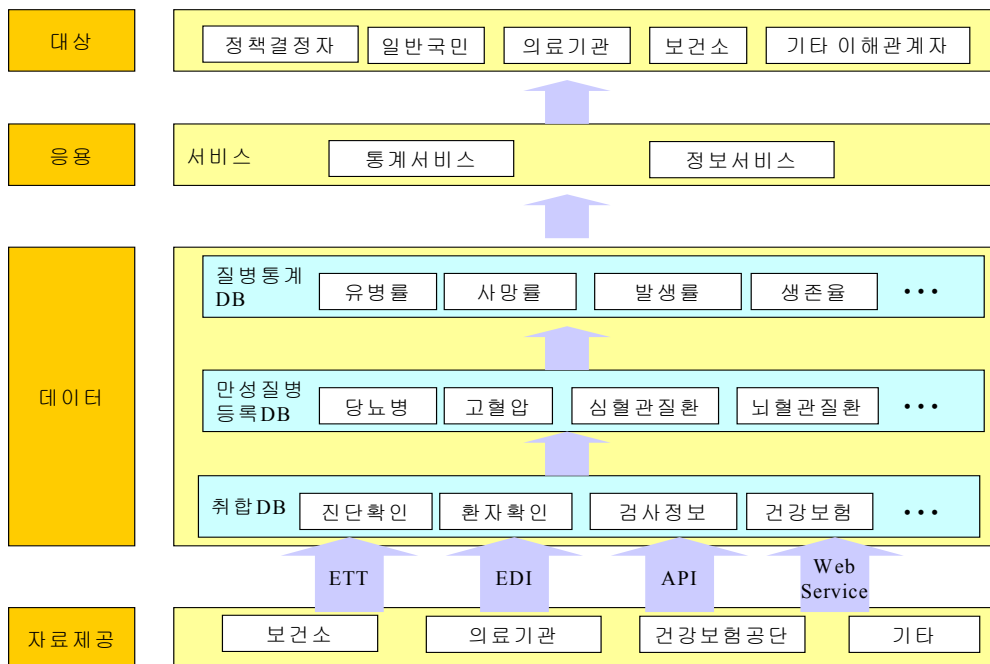 대상
정책결정자 일반국민 의료기관 보건소 기타 이해관계자
응용
서비스 통계서비스 정보서비스
데이터
질병통계
DB
유병률 사망률 발생률 생존율 •••
만성질병
등록DB
당뇨병 고혈압 심혈관질환 뇌혈관질환 •••
취합DB 진단확인 환자확인 검사정보 건강보험 •••
ETT EDI API Web
Service
자료제공
보건소 의료기관 건강보험공단 기타